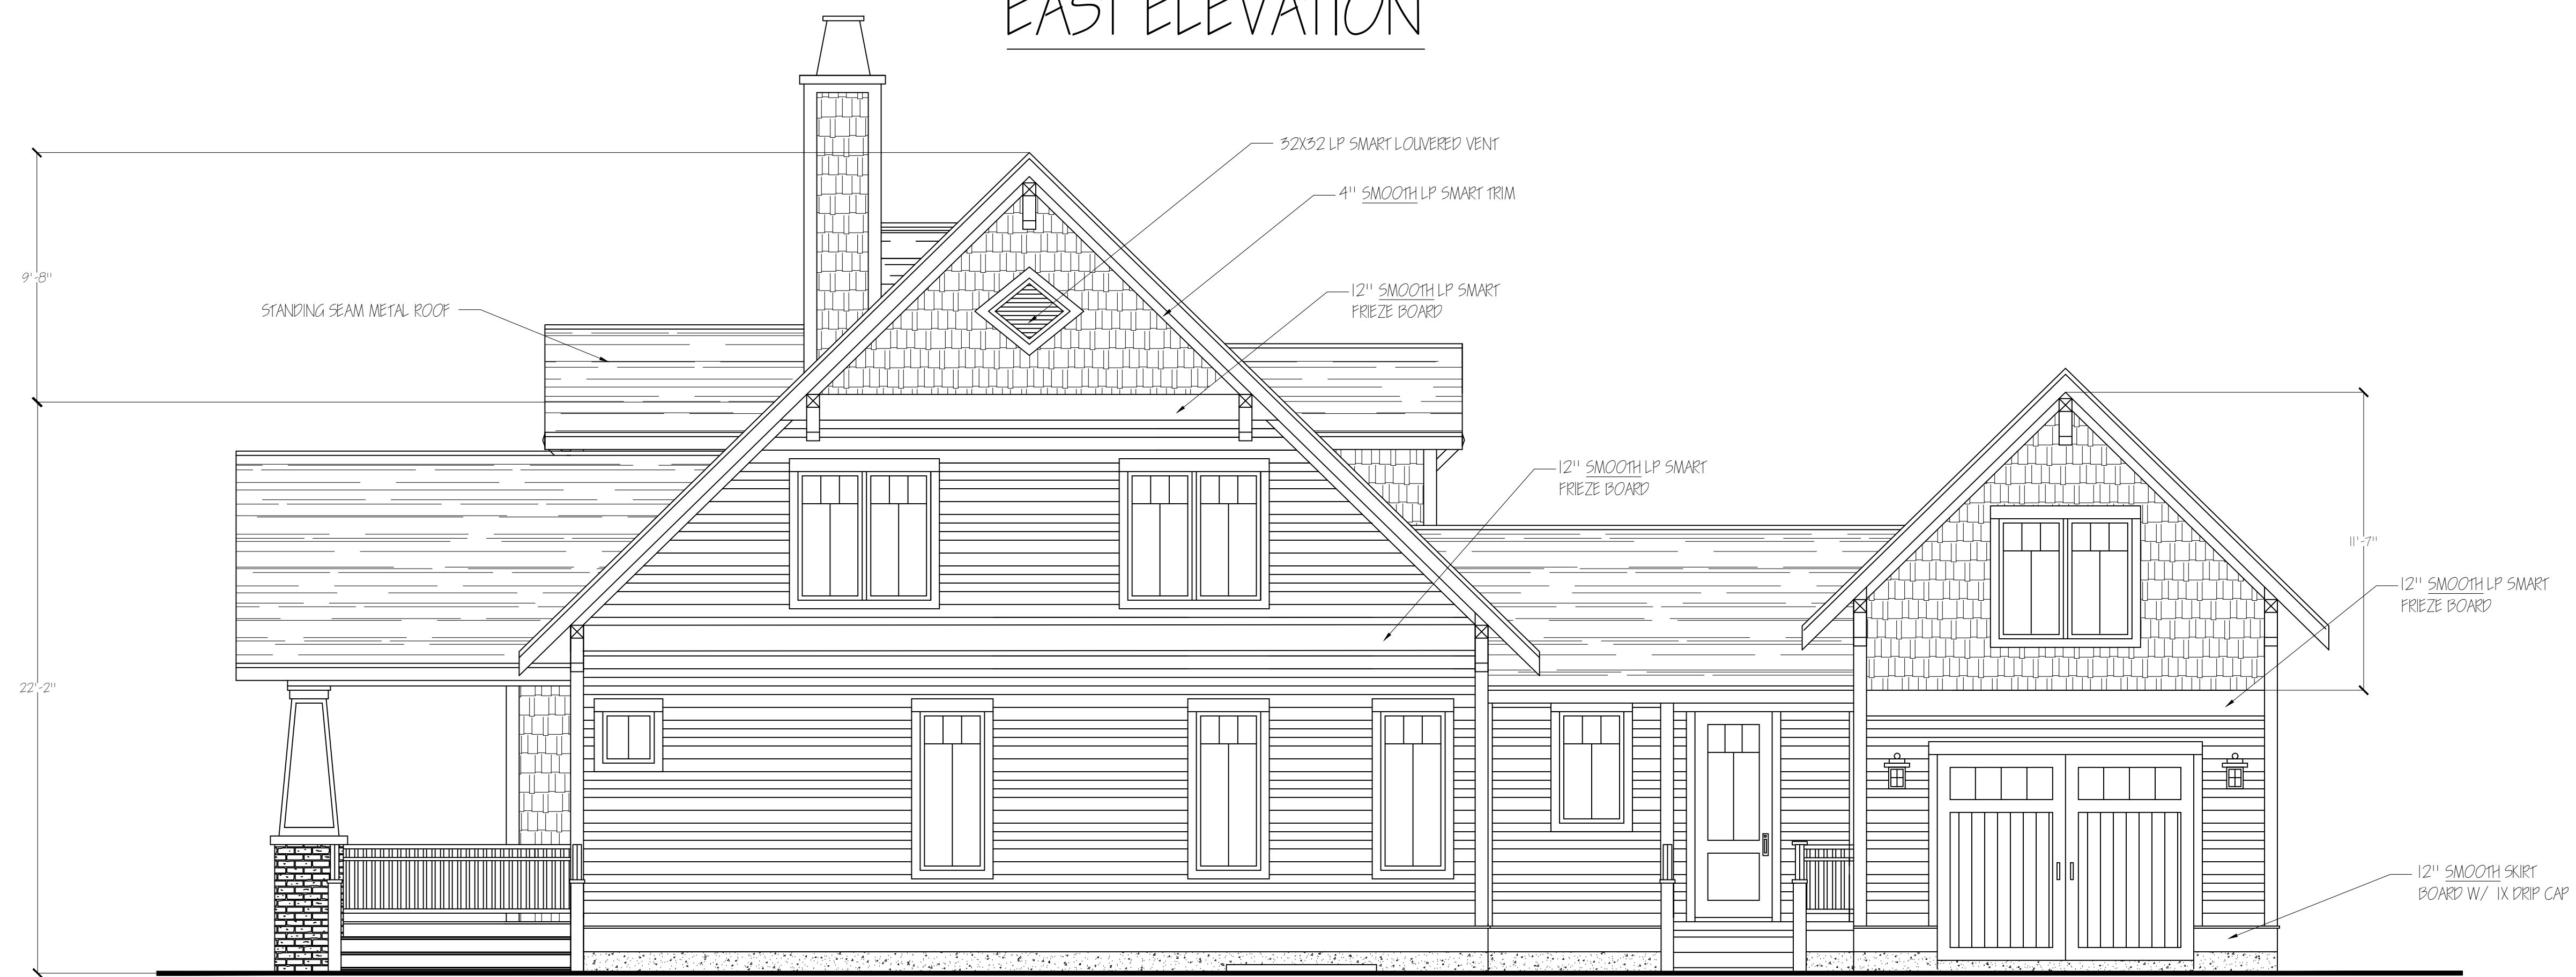 EAST ELEVATION
32X32 LP SMART LOUVERED VENT
4" SMOOTH LP SMART TRIM
9'-8"
12" SMOOTH LP SMART
FRIEZE BOARD
STANDING SEAM METAL ROOF
12" SMOOTH LP SMART
FRIEZE BOARD
11'-7"
12" SMOOTH LP SMART
FRIEZE BOARD
22'-2"
12" SMOOTH SKIRT
BOARD W/ 1X DRIP CAP